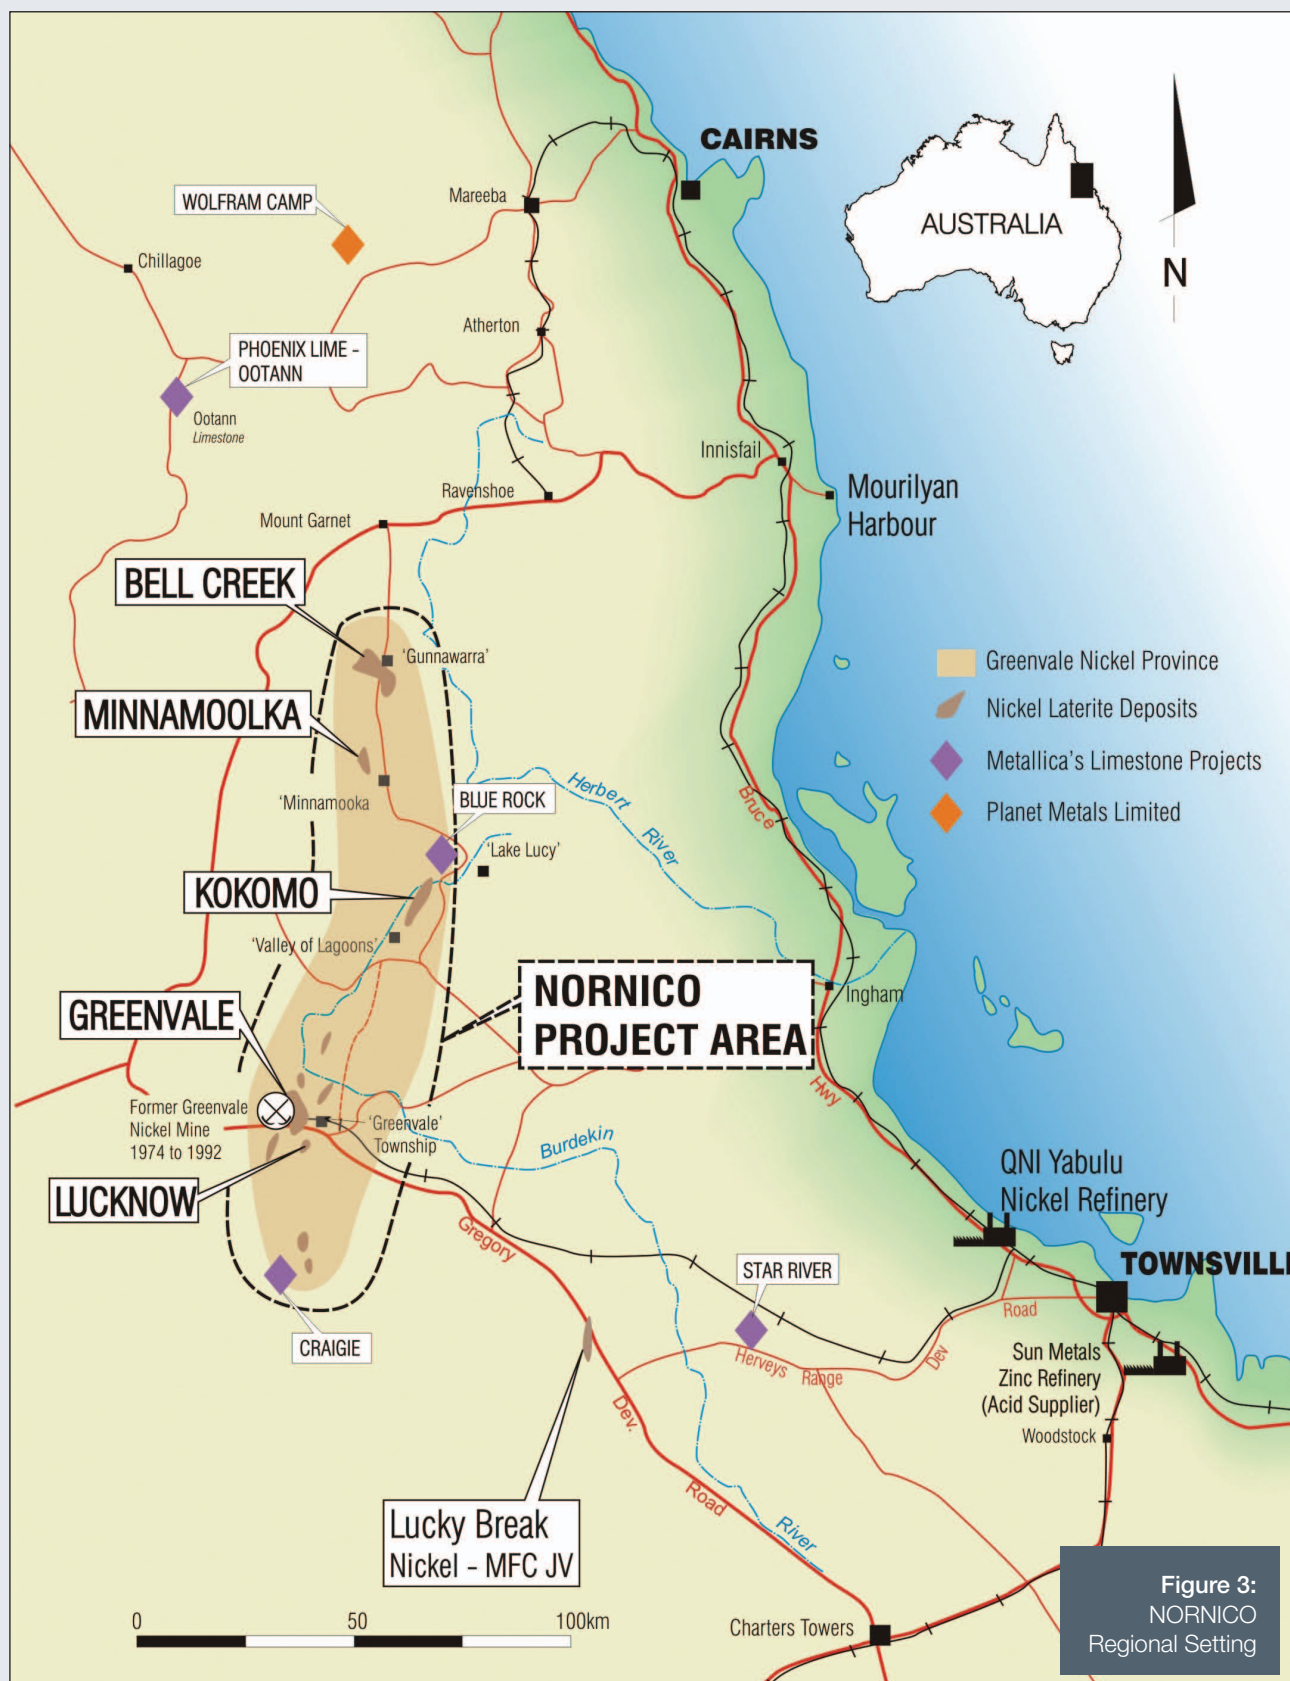 CAIRNS
Mareeba
WOLFRAM CAMP
AUSTRALIA
Chillagoe
N
Atherton
PHOENIX LIME -
OOTANN
Ootann
Limestone
Innisfail
Ravenshoe
Mourilyan
Harbour
Mount Garnet
BELL CREEK
'Gunnawarra'
Greenvale Nickel Province
Nickel Laterite Deposits
Metallica's Limestone Projects
Planet Metals Limited
MINNAMOOLKA
'Minnamooka
BLUE ROCK
Herbert
River
Bruce
'Lake Lucy'
KOKOMO
'Valley of Lagoons'
NORNICO
PROJECT AREA
Ingham
GREENVALE
Hwy
Former Greenvale
Nickel Mine
1974 to 1992
'Greenvale'
Township
Burdekin
QNI Yabulu
Nickel Refinery
LUCKNOW
Gregory
STAR RIVER
TOWNSVILLE
Road
CRAIGIE
Herveys
Range
Dev
Sun Metals
Zinc Refinery
(Acid Supplier)
Woodstock
Dev.
Road
River
Lucky Break
Nickel - MFC JV
0
50
100km
Charters Towers
Figure 3:
NORNICO
Regional Setting